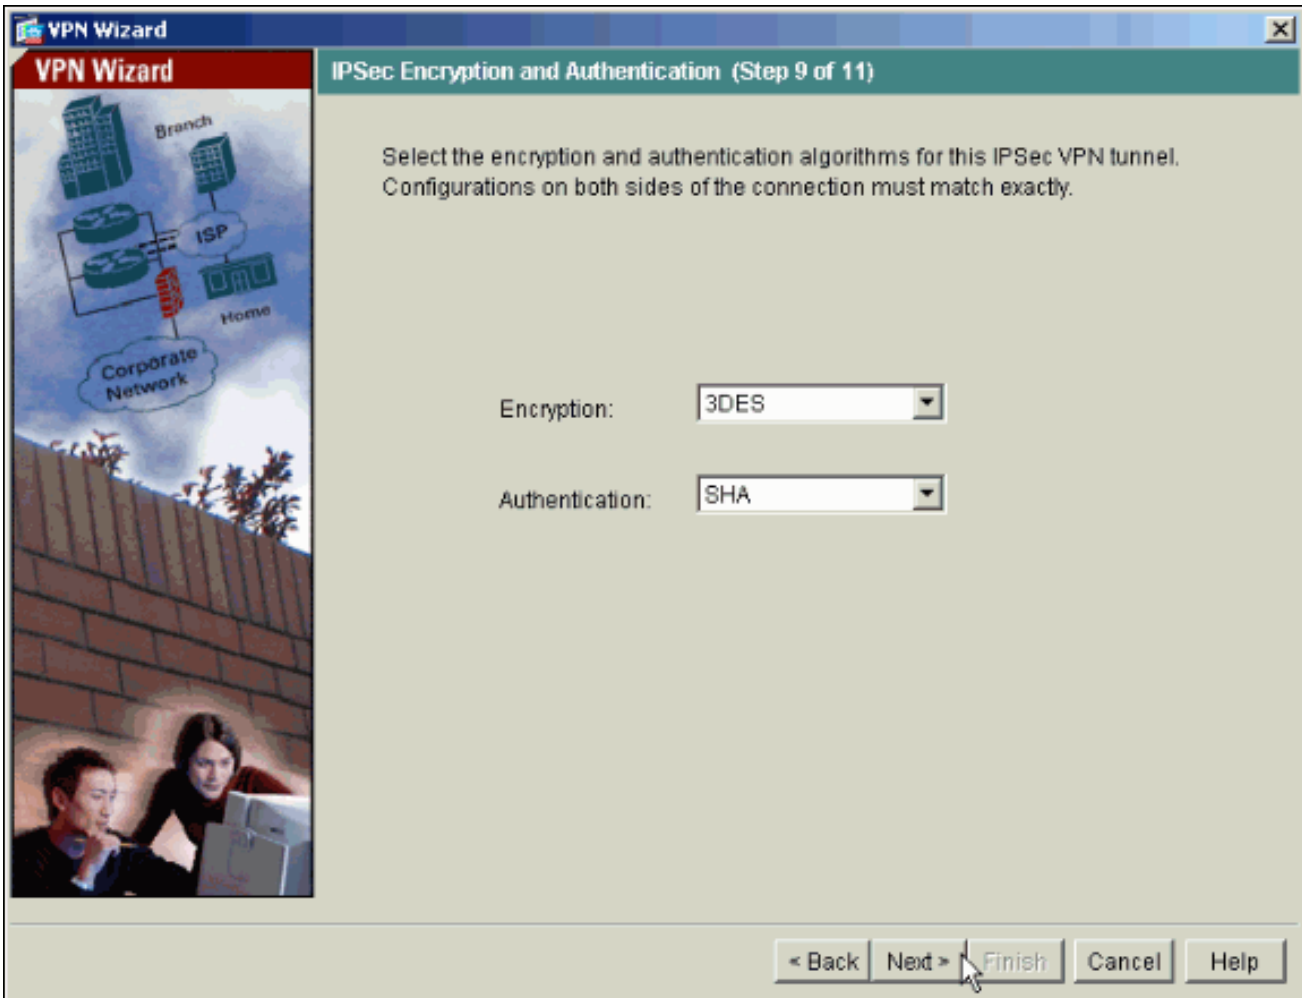 VPN Wizard
VPN Wizard
IPSec Encryption and Authentication (Step 9 of 11)
Branch
ISP
Home
Corporate
Network
Select the encryption and authentication algorithms for this IPSec VPN tunnel.
Configurations on both sides of the connection must match exactly.
Encryption:
3DES
Authentication:
SHA
< Back
Next >
Finish
Cancel
Help